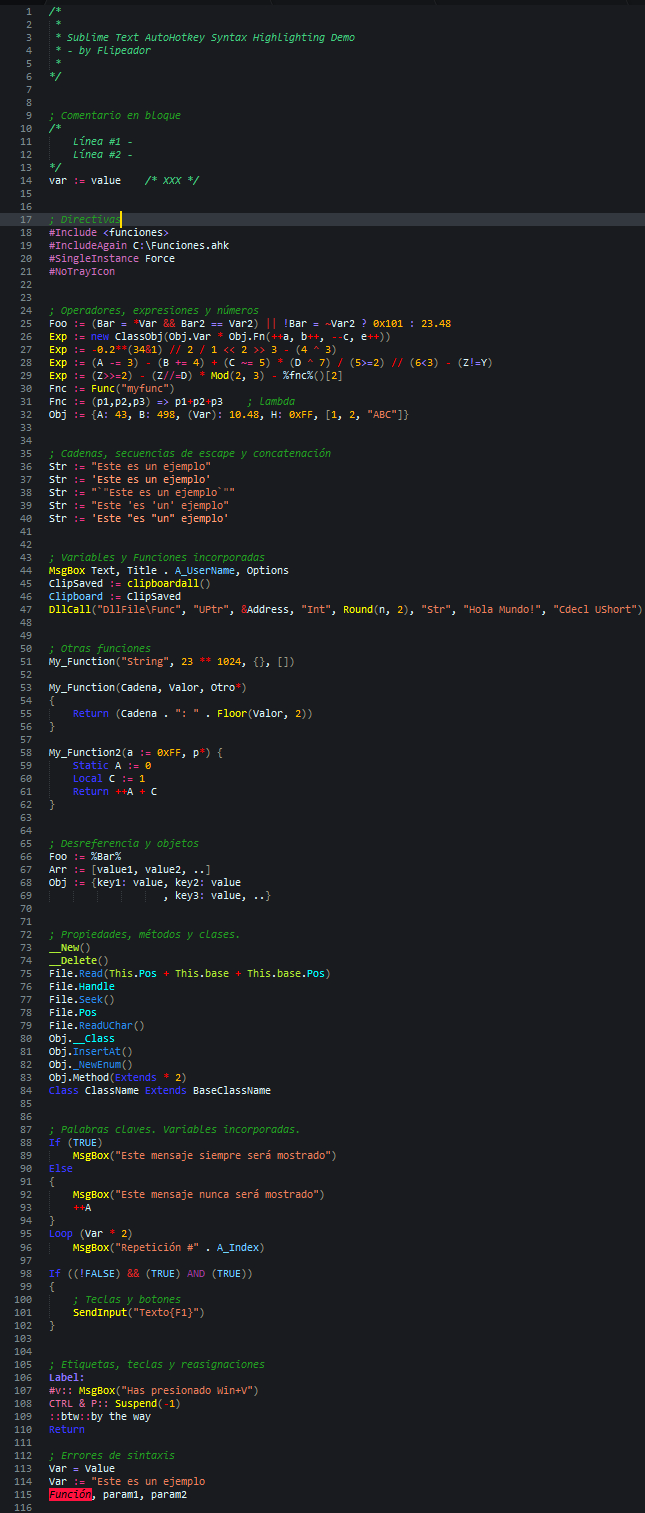 1 /*
2  *
3  * Sublime Text AutoHotkey Syntax Highlighting Demo
4  * - by Flipeador
5  *
6 */
7
8
9 ; Comentario en bloque
10 /*
11     Línea #1 -
12     Línea #2 -
13 */
14 var := value    /* XXX */
15
16
17 ; Directivas
18 #Include <funciones>
19 #IncludeAgain C:\Funciones.ahk
20 #SingleInstance Force
21 #NoTrayIcon
22
23
24 ; Operadores, expresiones y números
25 Foo := (Bar = *Var && Bar2 == Var2) || !Bar = ~Var2 ? 0x101 : 23.48
26 Exp := new ClassObj(Obj.Var * Obj.Fn(++a, b++, --c, e++))
27 Exp := -0.2**(34&1) // 2 / 1 << 2 >> 3 - (4 ^ 3)
28 Exp := (A -= 3) - (B += 4) + (C ~= 5) * (D ^ 7) / (5>=2) // (6<3) - (Z!=Y)
29 Exp := (Z>>=2) - (Z//=D) * Mod(2, 3) - %fnc%()[2]
30 Fnc := Func("myfunc")
31 Fnc := (p1,p2,p3) => p1+p2+p3    ; lambda
32 Obj := {A: 43, B: 498, (Var): 10.48, H: 0xFF, [1, 2, "ABC"]}
33
34
35 ; Cadenas, secuencias de escape y concatenación
36 Str := "Este es un ejemplo"
37 Str := 'Este es un ejemplo'
38 Str := "`"Este es un ejemplo`""
39 Str := "Este 'es 'un' ejemplo"
40 Str := 'Este "es "un" ejemplo'
41
42
43 ; Variables y Funciones incorporadas
44 MsgBox Text, Title . A_UserName, Options
45 ClipSaved := clipboardall()
46 Clipboard := ClipSaved
47 DllCall("DllFile\Func", "UPtr", &Address, "Int", Round(n, 2), "Str", "Hola Mundo!", "Cdecl UShort")
48
49
50 ; Otras funciones
51 My_Function("String", 23 ** 1024, {}, [])
52
53 My_Function(Cadena, Valor, Otro*)
54 {
55     Return (Cadena . ": " . Floor(Valor, 2))
56 }
57
58 My_Function2(a := 0xFF, p*) {
59     Static A := 0
60     Local C := 1
61     Return ++A + C
62 }
63
64
65 ; Desreferencia y objetos
66 Foo := %Bar%
67 Arr := [value1, value2, ..]
68 Obj := {key1: value, key2: value
69                    , key3: value, ..}
70
71
72 ; Propiedades, métodos y clases.
73 __New()
74 __Delete()
75 File.Read(This.Pos + This.base + This.base.Pos)
76 File.Handle
77 File.Seek()
78 File.Pos
79 File.ReadUChar()
80 Obj.__Class
81 Obj.InsertAt()
82 Obj._NewEnum()
83 Obj.Method(Extends * 2)
84 Class ClassName Extends BaseClassName
85
86
87 ; Palabras claves. Variables incorporadas.
88 If (TRUE)
89     MsgBox("Este mensaje siempre será mostrado")
90 Else
91 {
92     MsgBox("Este mensaje nunca será mostrado")
93     ++A
94 }
95 Loop (Var * 2)
96     MsgBox("Repetición #" . A_Index)
97
98 If ((!FALSE) && (TRUE) AND (TRUE))
99 {
100     ; Teclas y botones
101     SendInput("Texto{F1}")
102 }
103
104
105 ; Etiquetas, teclas y reasignaciones
106 Label:
107 #v:: MsgBox("Has presionado Win+V")
108 CTRL & P:: Suspend(-1)
109 ::btw::by the way
110 Return
111
112 ; Errores de sintaxis
113 Var = Value
114 Var := "Este es un ejemplo
115 Función, param1, param2
116